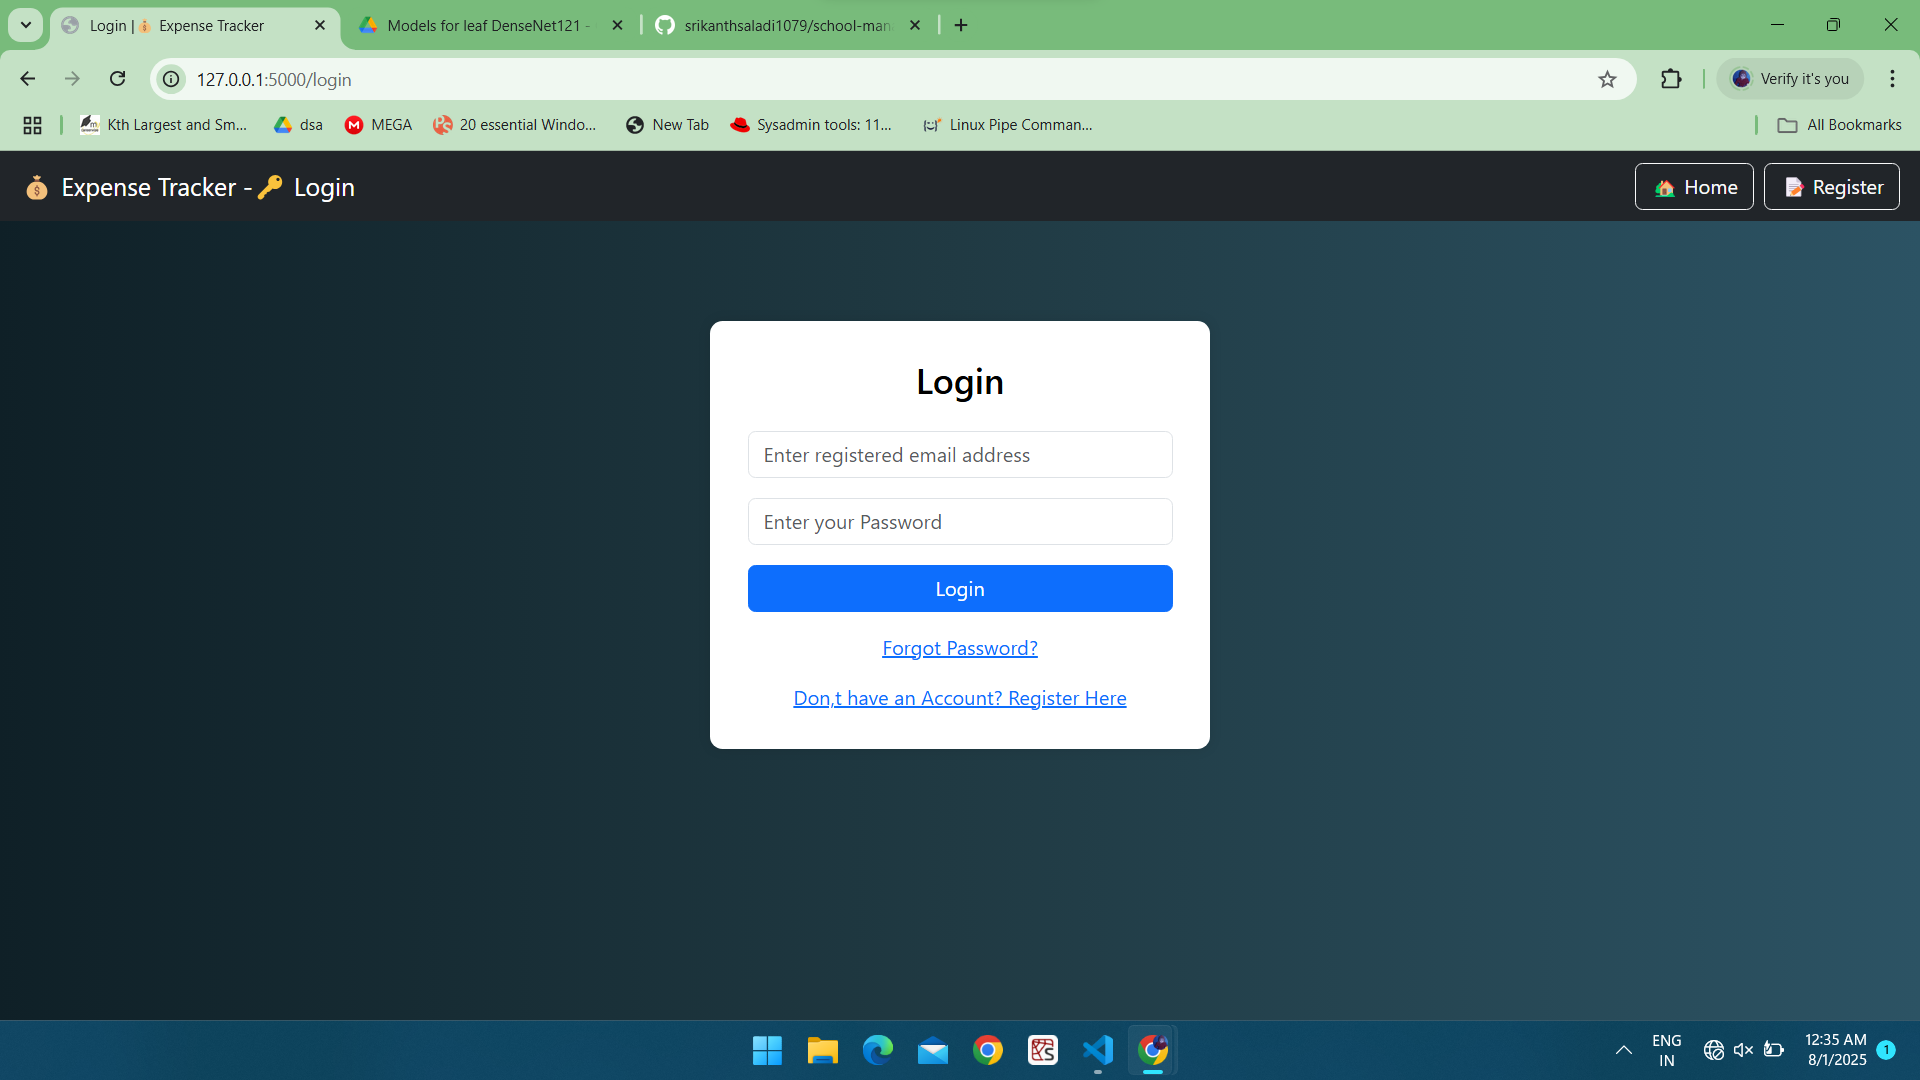 Login | 💰 Expense Tracker
Models for leaf DenseNet121 -
srikanthsaladi1079/school-man
127.0.0.1:5000/login
Verify it's you
Kth Largest and Sm...
dsa
MEGA
20 essential Windo...
New Tab
Sysadmin tools: 11...
Linux Pipe Comman...
All Bookmarks
💰 Expense Tracker - 🔑 Login
🏡 Home
📝 Register
Login
Enter registered email address
Enter your Password
Login
Forgot Password?
Don,t have an Account? Register Here
ENG
IN
12:35 AM
8/1/2025
1